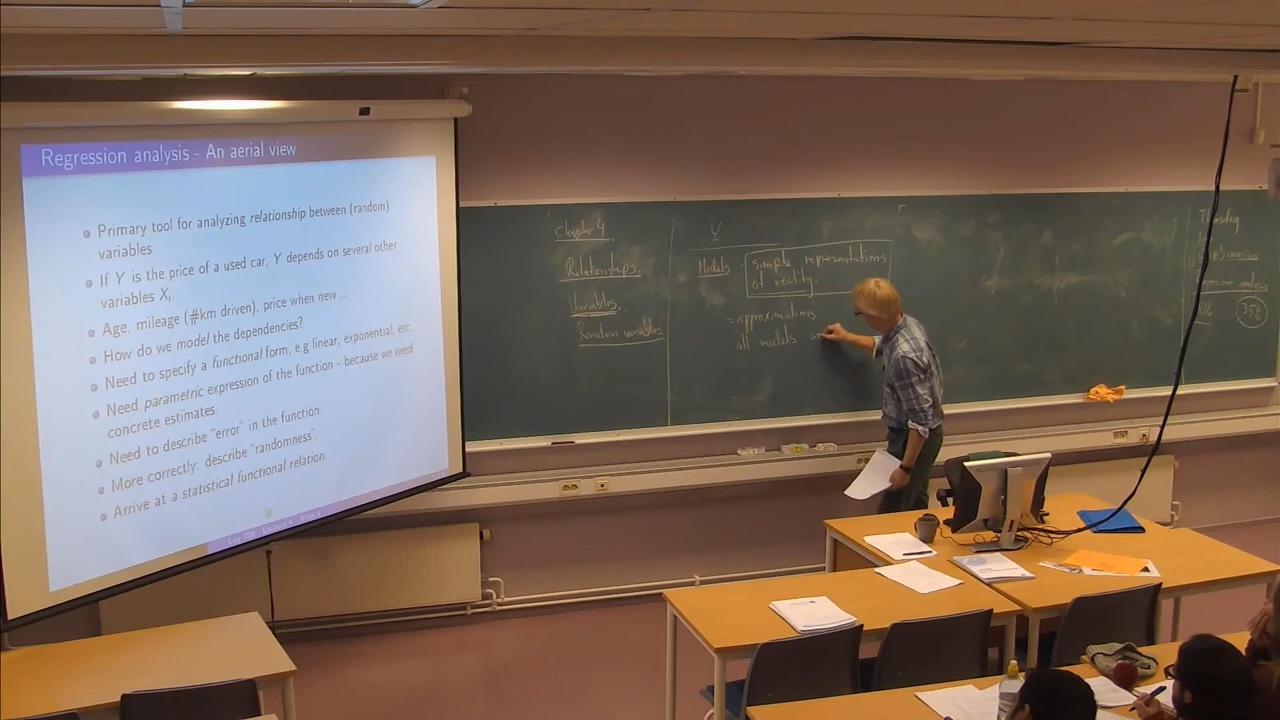 Regression analysis - An aerial view
Primary tool for analyzing relationship between (random)
variables.
If Y is the price of a used car, Y depends on several other
variables Xi.
Age, mileage (#km driven), price when new ...
How do we model the dependencies?
Need to specify a functional form, e.g linear, exponential, etc
Need parametric expression of the function - because we need
concrete estimates.
Need to describe "error" in the function.
More correctly: describe "randomness".
Arrive at a statistical functional relation.
Chapter 4
Relationships.
Variables.
Random variables
Y
Models - simple representations
of reality.
= approximations
all models
Thursday
35%